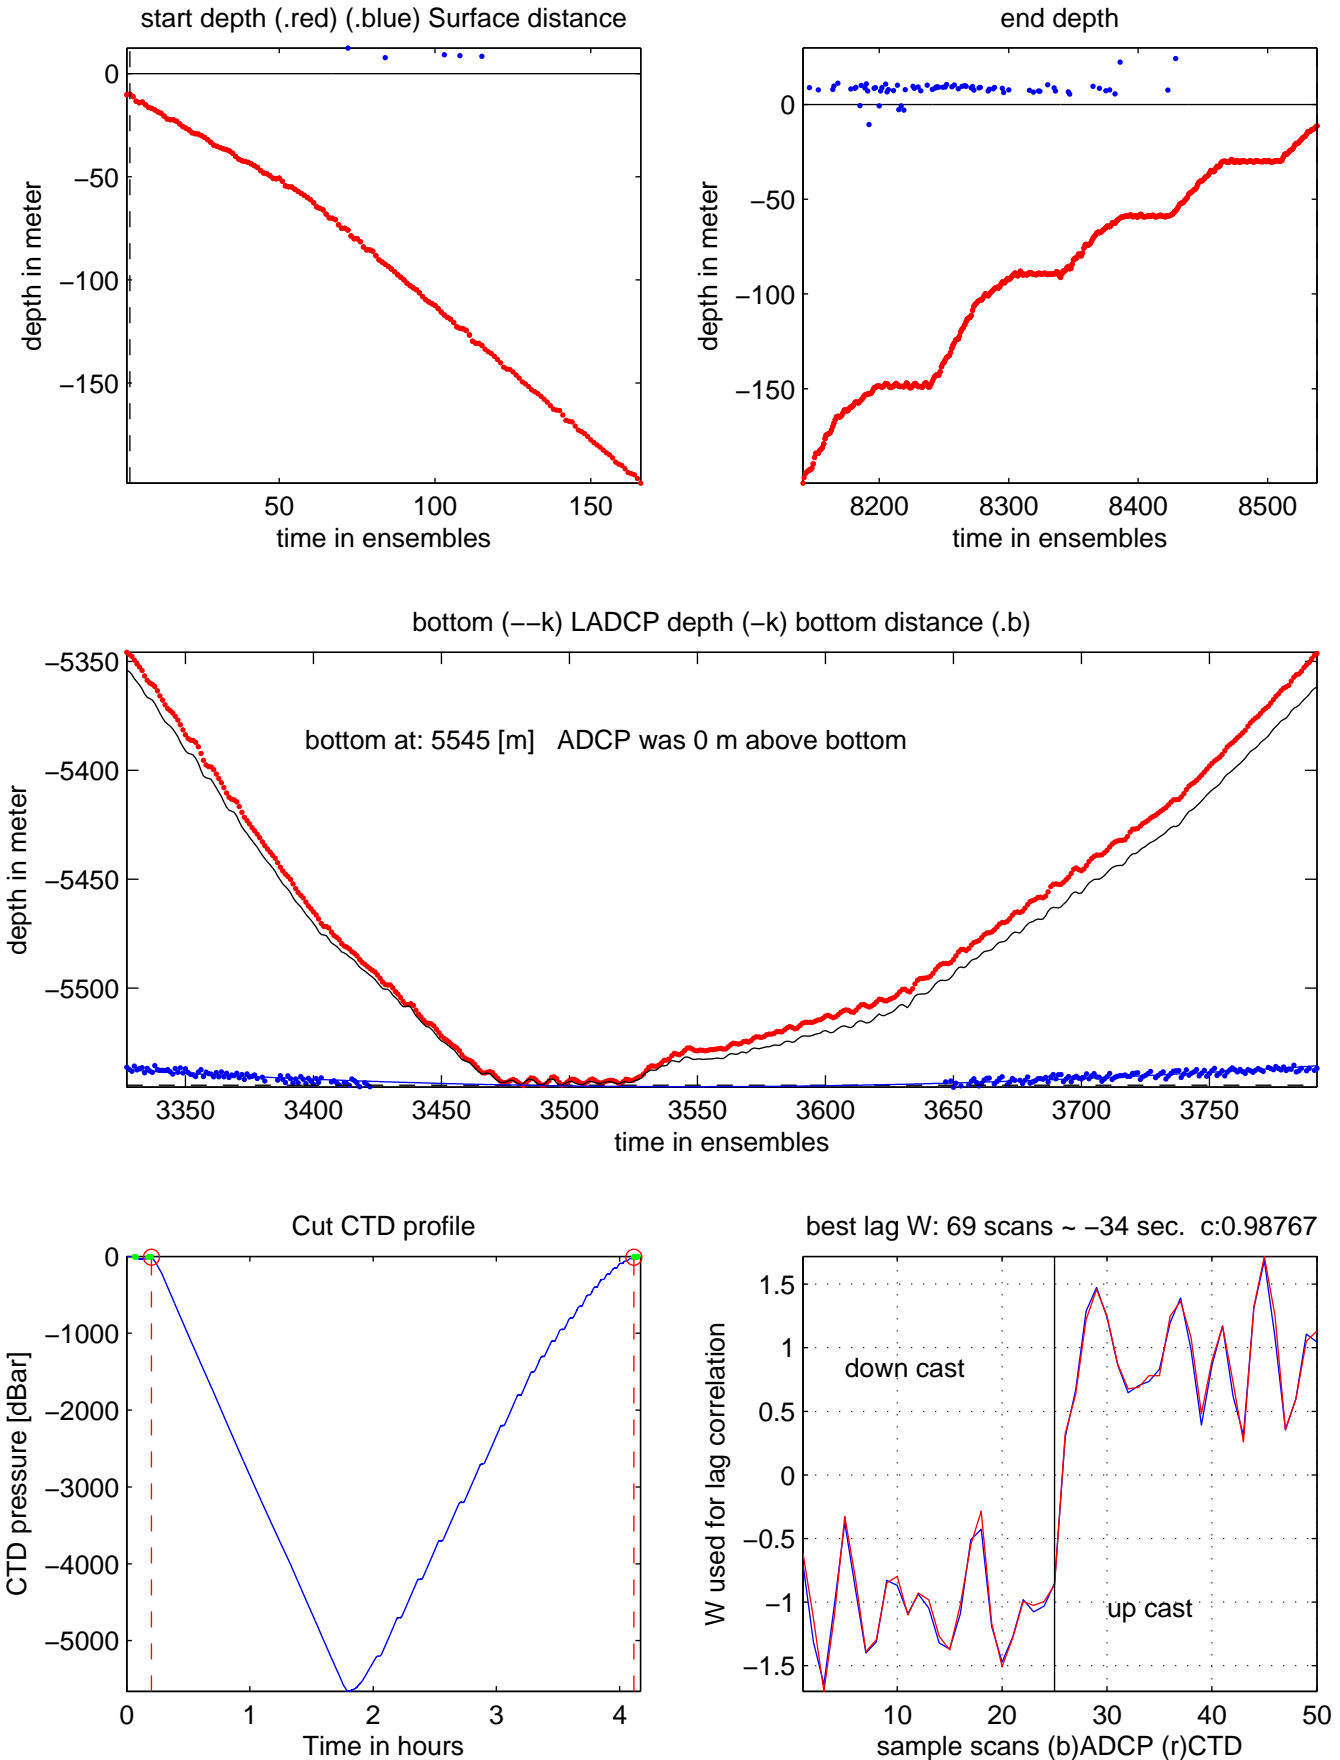 start depth (.red) (.blue) Surface distance
0
−50
−100
−150
depth in meter
50 100 150
time in ensembles
end depth
0
−50
−100
−150
depth in meter
8200 8300 8400 8500
time in ensembles
bottom (−−k) LADCP depth (−k) bottom distance (.b)
−5350
−5400
−5450
−5500
depth in meter
bottom at: 5545 [m] ADCP was 0 m above bottom
3350 3400 3450 3500 3550 3600 3650 3700 3750
time in ensembles
Cut CTD profile
0
−1000
−2000
−3000
−4000
−5000
CTD pressure [dBar]
0 1 2 3 4
Time in hours
best lag W: 69 scans ~ −34 sec. c:0.98767
1.5
1
0.5
0
−0.5
−1
−1.5
W used for lag correlation
down cast
up cast
10 20 30 40 50
sample scans (b)ADCP (r)CTD